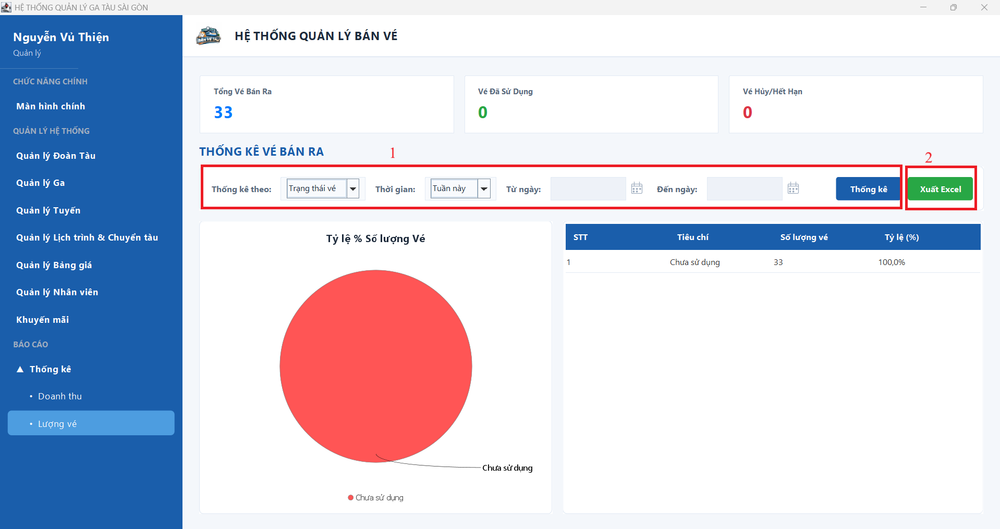 HỆ THỐNG QUẢN LÝ GA TÀU SÀI GÒN
Nguyễn Vủ Thiện
Quản lý
CHỨC NĂNG CHÍNH
Màn hình chính
QUẢN LÝ HỆ THỐNG
Quản lý Đoàn Tàu
Quản lý Ga
Quản lý Tuyến
Quản lý Lịch trình & Chuyển tàu
Quản lý Bảng giá
Quản lý Nhân viên
Khuyến mãi
BÁO CÁO
▲ Thống kê
• Doanh thu
• Lượng vé
BÁN VÉ TÀU
HỆ THỐNG QUẢN LÝ BÁN VÉ
Tổng Vé Bán Ra
33
Vé Đã Sử Dụng
0
Vé Hủy/Hết Hạn
0
THỐNG KÊ VÉ BÁN RA
1
2
Thống kê theo: Trạng thái vé Thời gian: Tuần này Từ ngày: Đến ngày: Thống kê Xuất Excel
Tỷ lệ % Số lượng Vé
Chưa sử dụng
Chưa sử dụng
STT Tiêu chí Số lượng vé Tỷ lệ (%)
1 Chưa sử dụng 33 100,0%